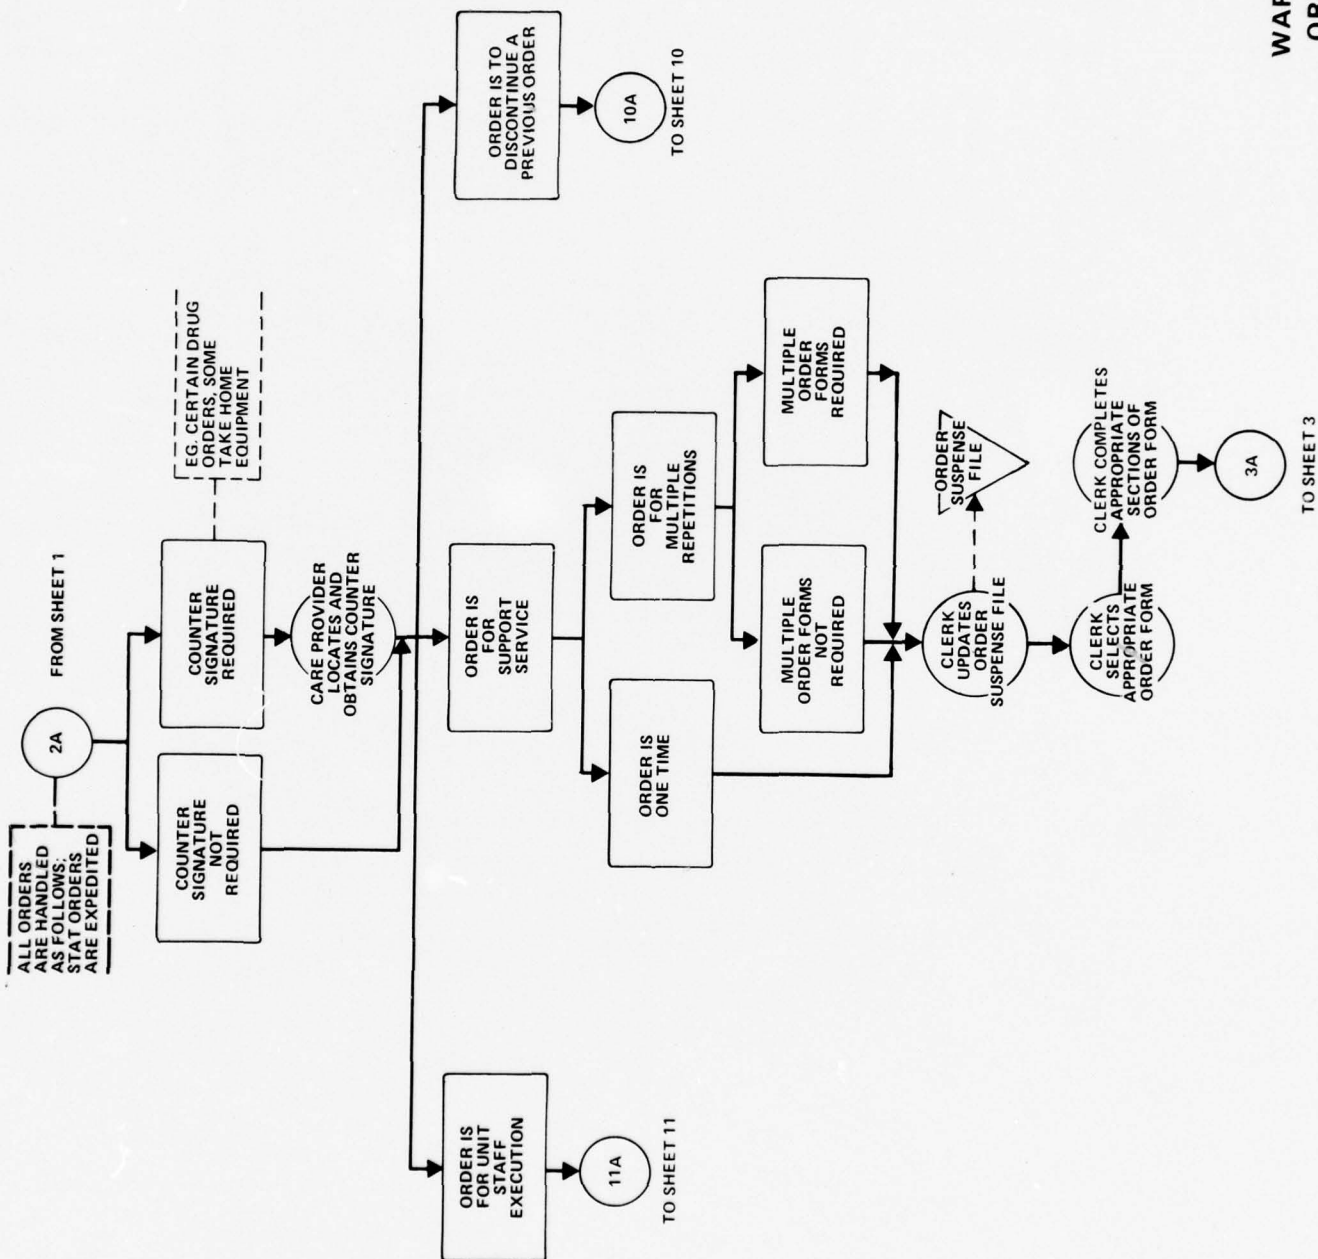 ALL ORDERS
ARE HANDLED
AS FOLLOWS;
STAT ORDERS
ARE EXPEDITED
2A
FROM SHEET 1
COUNTER
SIGNATURE
NOT
REQUIRED
COUNTER
SIGNATURE
REQUIRED
EG. CERTAIN DRUG
ORDERS, SOME
TAKE HOME
EQUIPMENT
CARE PROVIDER
LOCATES AND
OBTAINS COUNTER
SIGNATURE
ORDER IS
FOR UNIT
STAFF
EXECUTION
11A
TO SHEET 11
ORDER IS
FOR
SUPPORT
SERVICE
ORDER IS TO
DISCONTINUE A
PREVIOUS ORDER
10A
TO SHEET 10
ORDER IS
ONE TIME
ORDER IS
FOR
MULTIPLE
REPETITIONS
MULTIPLE
ORDER FORMS
NOT
REQUIRED
MULTIPLE
ORDER
FORMS
REQUIRED
CLERK
UPDATES
ORDER
SUSPENSE FILE
ORDER
SUSPENSE
FILE
CLERK
SELECTS
APPROPRIATE
ORDER FORM
CLERK COMPLETES
APPROPRIATE
SECTIONS OF
ORDER FORM
3A
TO SHEET 3